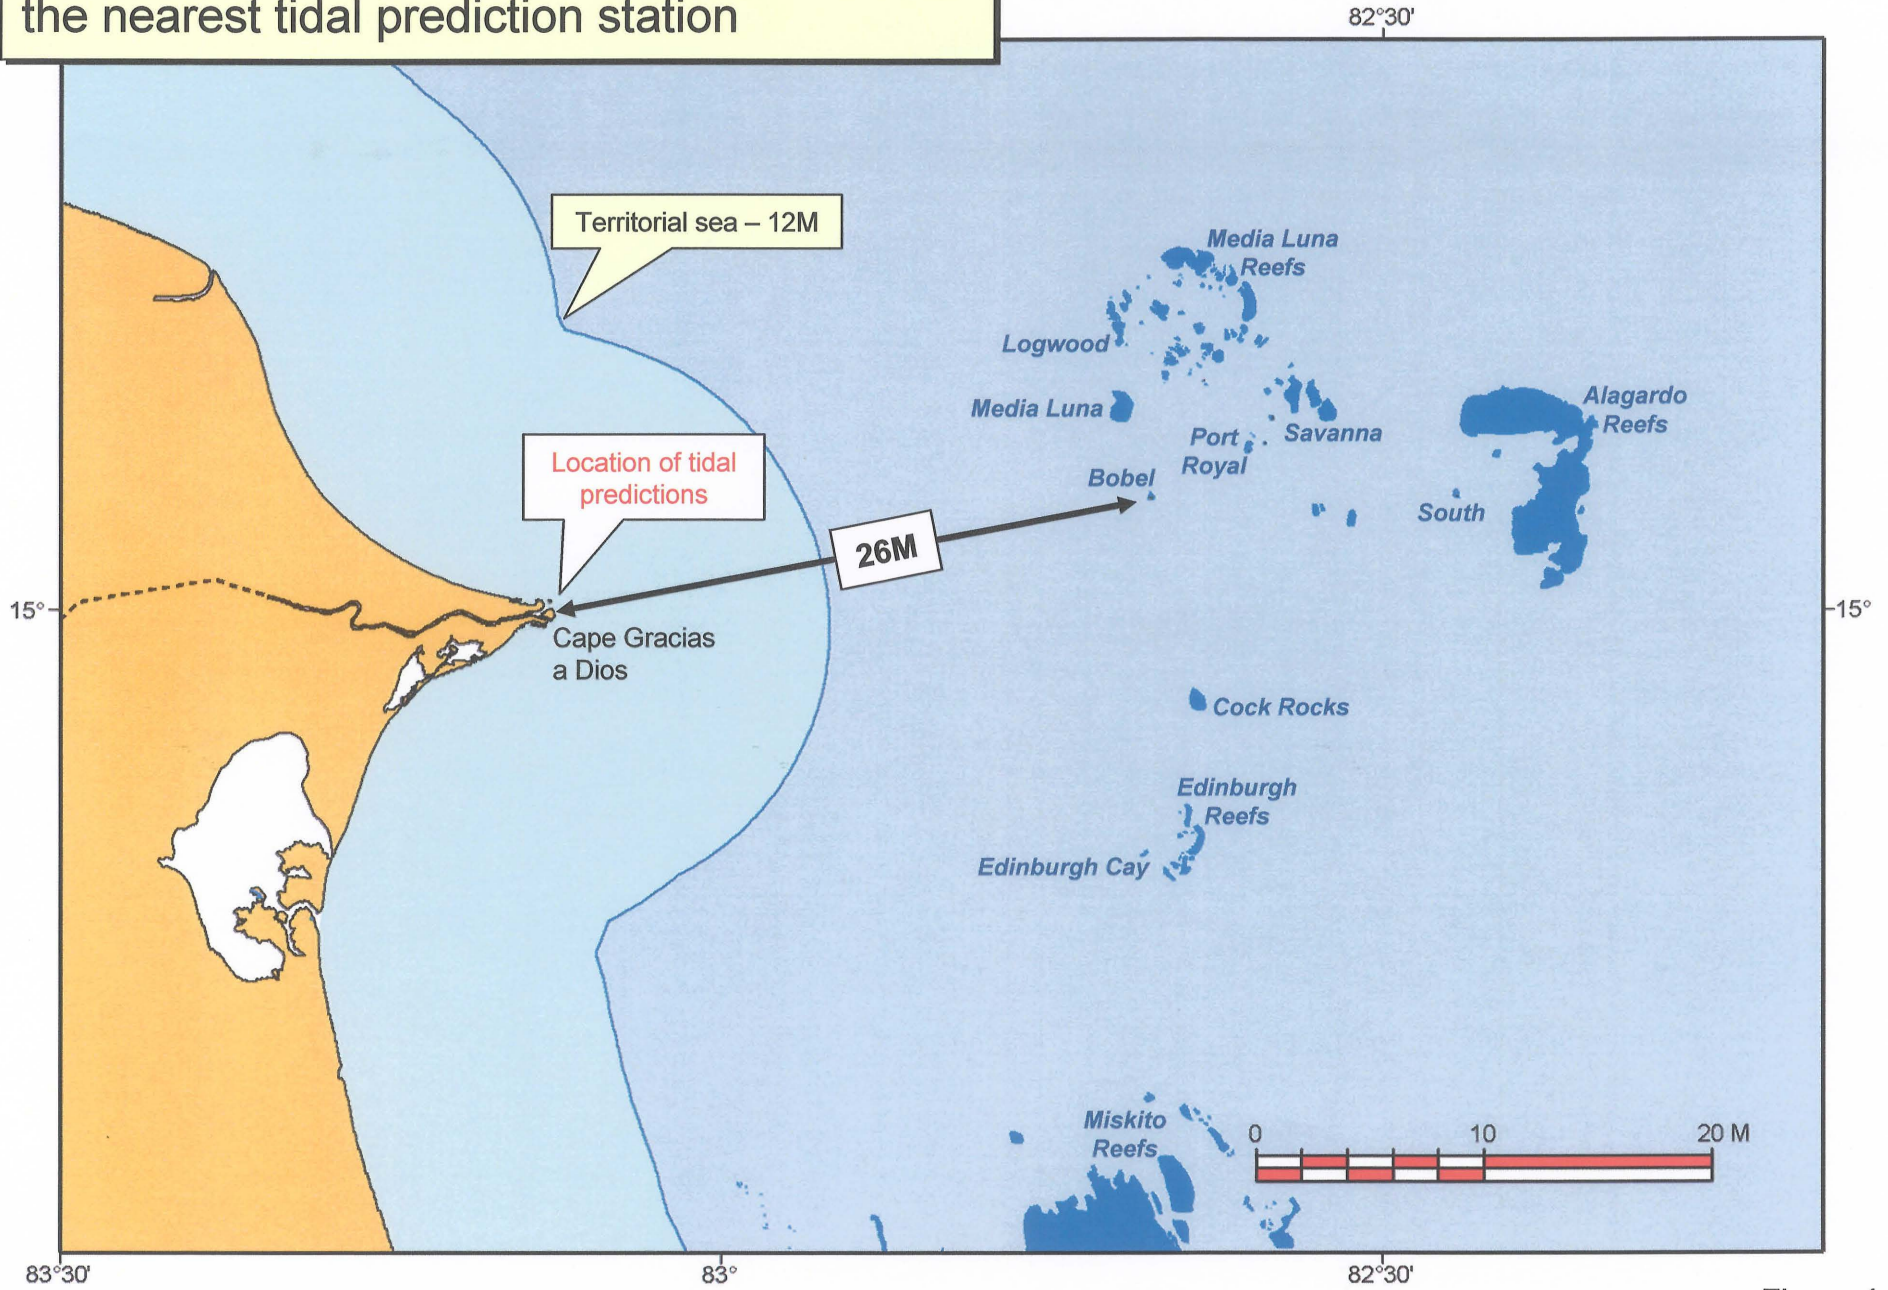 the nearest tidal prediction station
82°30'
Territorial sea – 12M
Media Luna
Reefs
Logwood
Media Luna
Alagardo
Reefs
Port
Royal
Savanna
Location of tidal
predictions
Bobel
South
26M
15°
15°
Cape Gracias
a Dios
Cock Rocks
Edinburgh
Reefs
Edinburgh Cay
Miskito
Reefs
0 10 20 M
83°30'
83°
82°30'